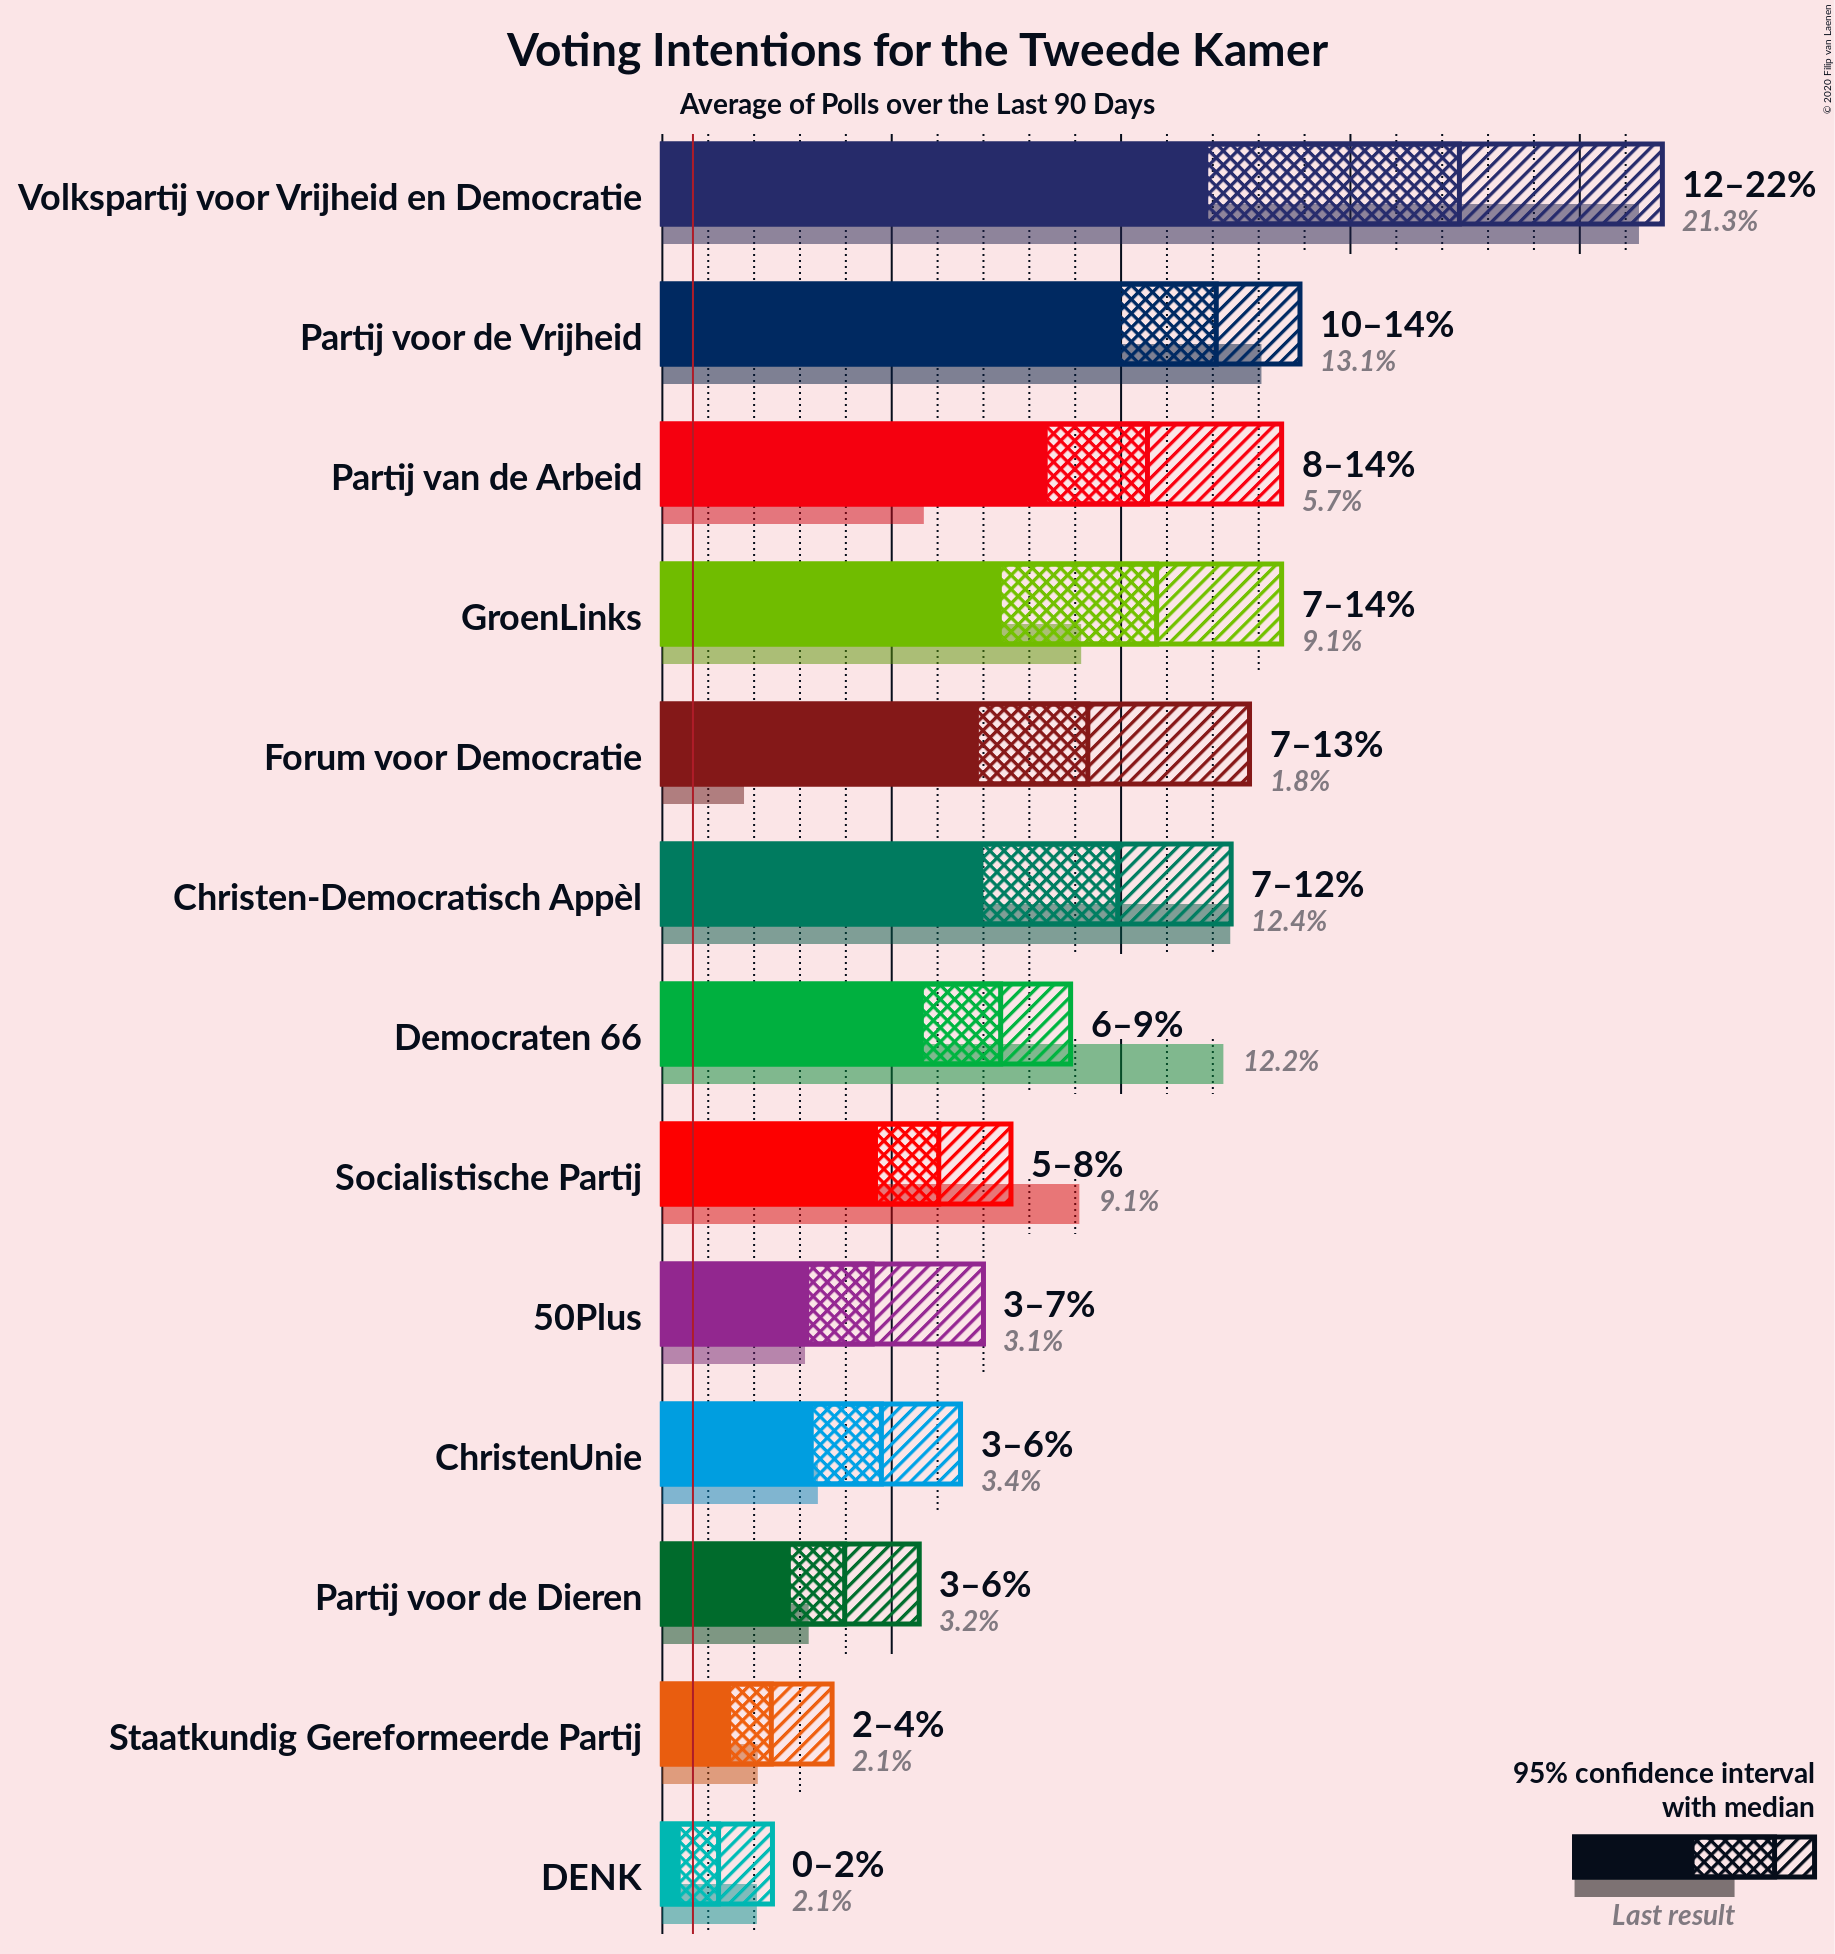 Voting Intentions for the Tweede Kamer
Average of Polls over the Last 90 Days
© 2020 Filip van Laenen
Volkspartij voor Vrijheid en Democratie
12–22%
21.3%
Partij voor de Vrijheid
10–14%
13.1%
Partij van de Arbeid
8–14%
5.7%
GroenLinks
7–14%
9.1%
Forum voor Democratie
7–13%
1.8%
Christen-Democratisch Appèl
7–12%
12.4%
Democraten 66
6–9%
12.2%
Socialistische Partij
5–8%
9.1%
50Plus
3–7%
3.1%
ChristenUnie
3–6%
3.4%
Partij voor de Dieren
3–6%
3.2%
Staatkundig Gereformeerde Partij
2–4%
2.1%
DENK
0–2%
2.1%
95% confidence interval
with median
Last result